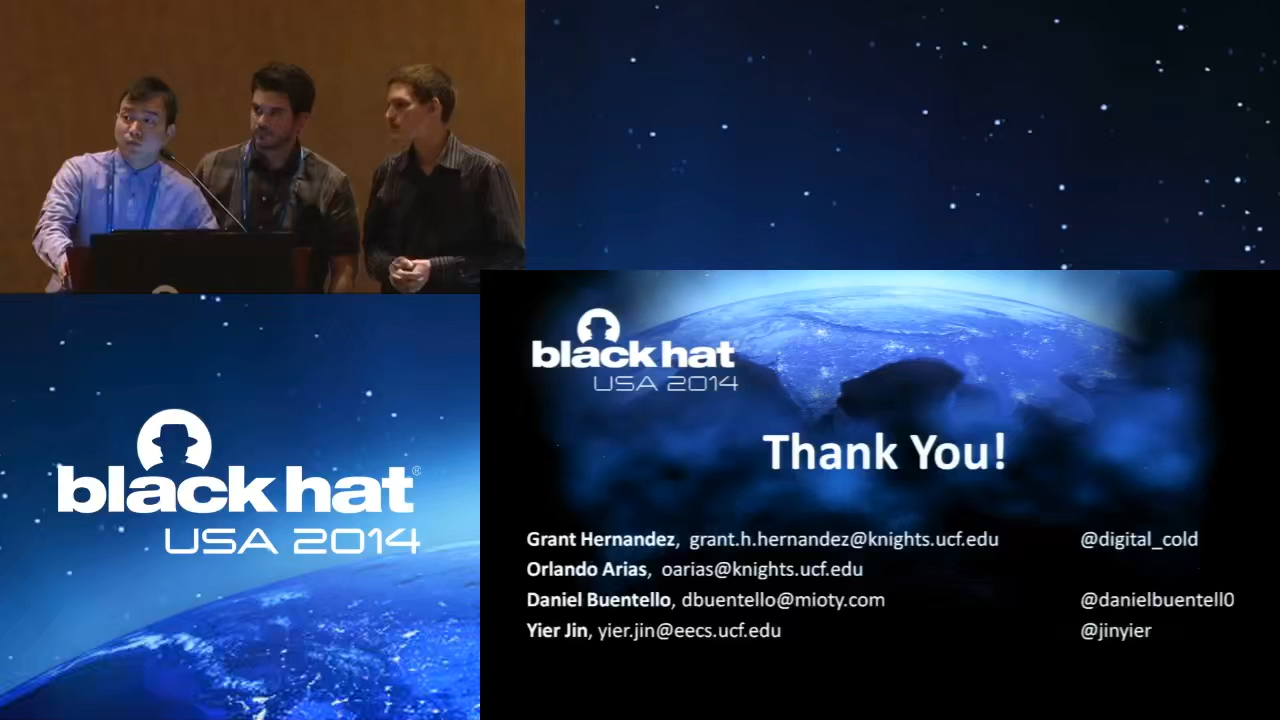 black hat®
USA 2014
black hat
USA 2014
Thank You!
Grant Hernandez, grant.h.hernandez@knights.ucf.edu @digital_cold
Orlando Arias, oarias@knights.ucf.edu
Daniel Buentello, dbuentello@mioty.com @danielbuentell0
Yier Jin, yier.jin@eecs.ucf.edu @jinyier